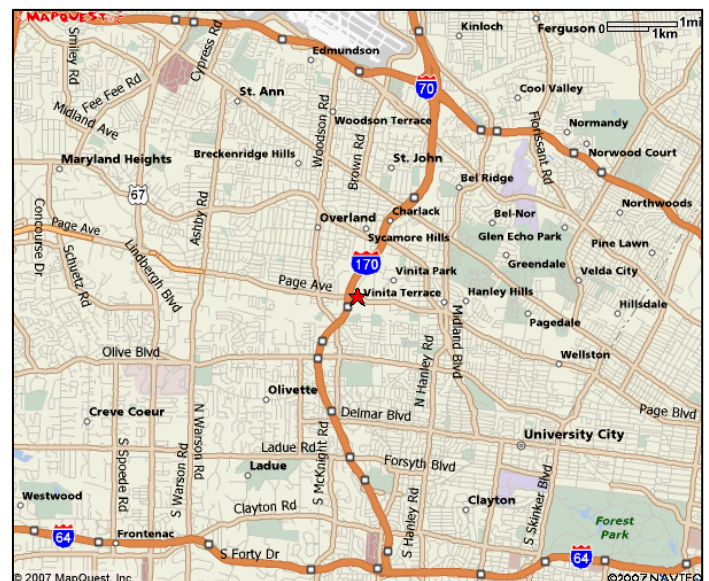 MAPQUEST
Smiley Rd
Cypress Rd
Edmundson
Kinloch
Ferguson
0
1mi
1km
70
Fee Fee Rd
St. Ann
Woodson Rd
Cool Valley
Midland Ave
Woodson Terrace
Brown Rd
Florissant Rd
Normandy
Maryland Heights
Breckenridge Hills
St. John
Norwood Court
67
Bel Ridge
Concourse Dr
Ashby Rd
Overland
Charlack
Bel-Nor
Northwoods
Page Ave
Sycamore Hills
Glen Echo Park
Pine Lawn
Schuetz Rd
Lindbergh Blvd
170
Greendale
Vinita Park
Velda City
Page Ave
Vinita Terrace
Hanley Hills
Hillsdale
Midland Blvd
Pagedale
Olive Blvd
N Hanley Rd
Wellston
Olivette
Creve Coeur
Delmar Blvd
Page Blvd
N Warson Rd
University City
S Spoede Rd
Ladue Rd
S McKnight Rd
Forsyth Blvd
Ladue
S Warson Rd
Westwood
Clayton Rd
Clayton
S Hanley Rd
S Skinker Blvd
Forest
Park
64
Frontenac
S Forty Dr
64
© 2007 MapQuest, Inc
©2007 NAVTEQ